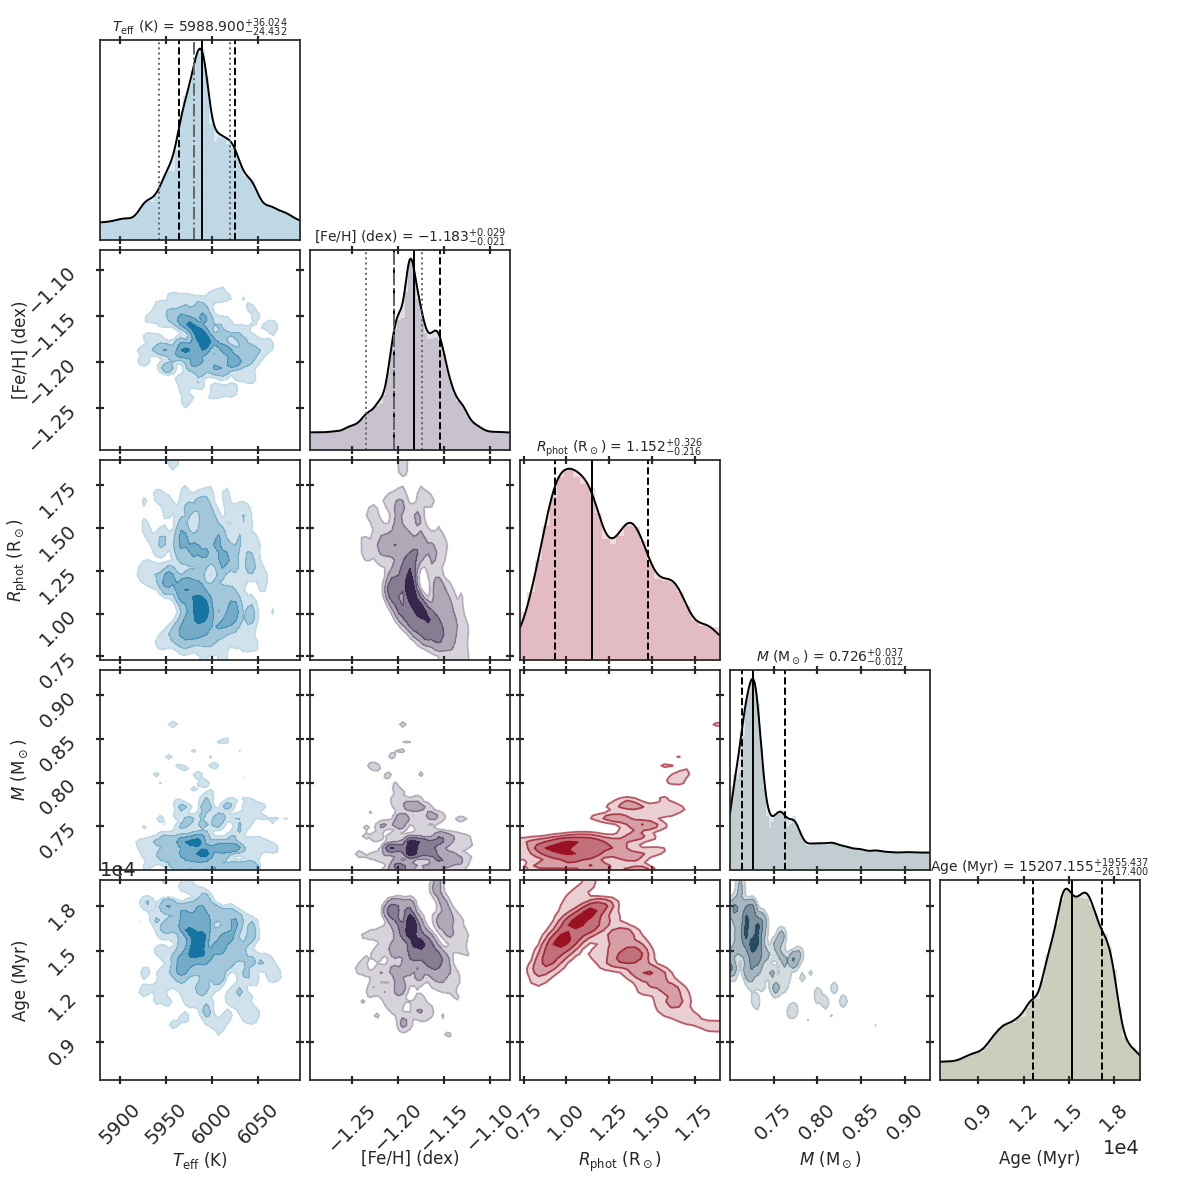 T_eff (K) = 5988.900^{+36.024}_{−24.432}
[Fe/H] (dex) = −1.183^{+0.029}_{−0.021}
[Fe/H] (dex)
−1.10
−1.15
−1.20
−1.25
R_phot (R_⊙) = 1.152^{+0.326}_{−0.216}
R_phot (R_⊙)
1.75
1.50
1.25
1.00
0.75
M (M_⊙) = 0.726^{+0.037}_{−0.012}
M (M_⊙)
0.90
0.85
0.80
0.75
1e4
Age (Myr) = 15207.155^{+1955.437}_{−2617.400}
Age (Myr)
1.8
1.5
1.2
0.9
5900 5950 6000 6050
T_eff (K)
−1.25 −1.20 −1.15 −1.10
[Fe/H] (dex)
0.75 1.00 1.25 1.50 1.75
R_phot (R_⊙)
0.75 0.80 0.85 0.90
M (M_⊙)
0.9 1.2 1.5 1.8
1e4
Age (Myr)